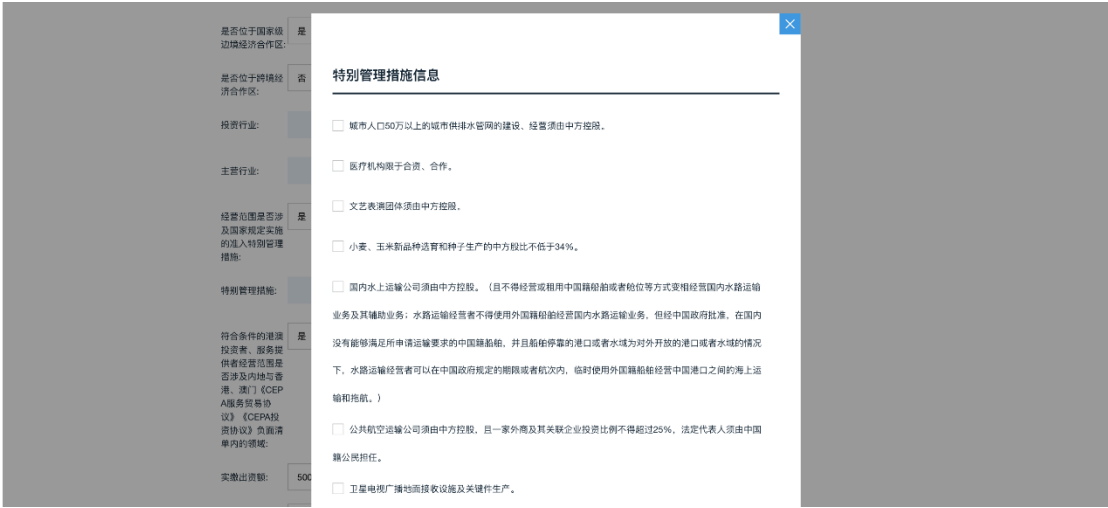 是否位于国家级
边境经济合作区:
是
是否位于跨境经
济合作区:
否
投资行业:
主营行业:
经营范围是否涉
及国家规定实施
的准入特别管理
措施:
是
特别管理措施:
符合条件的港澳
投资者、服务提
供者经营范围是
否涉及内地与香
港、澳门《CEP
A服务贸易协
议》《CEPA投
资协议》负面清
单内的领域:
是
实缴出资额:
500
特别管理措施信息
城市人口50万以上的城市供排水管网的建设、经营须由中方控股。
医疗机构限于合资、合作。
文艺表演团体须由中方控股。
小麦、玉米新品种选育和种子生产的中方股比不低于34%。
国内水上运输公司须由中方控股。（且不得经营或租用中国籍船舶或者舱位等方式变相经营国内水路运输
业务及其辅助业务；水路运输经营者不得使用外国籍船舶经营国内水路运输业务，但经中国政府批准，在国内
没有能够满足所申请运输要求的中国籍船舶，并且船舶停靠的港口或者水域为对外开放的港口或者水域的情况
下，水路运输经营者可以在中国政府规定的期限或者航次内，临时使用外国籍船舶经营中国港口之间的海上运
输和拖航。）
公共航空运输公司须由中方控股，且一家外商及其关联企业投资比例不得超过25%，法定代表人须由中国
籍公民担任。
卫星电视广播地面接收设施及关键件生产。